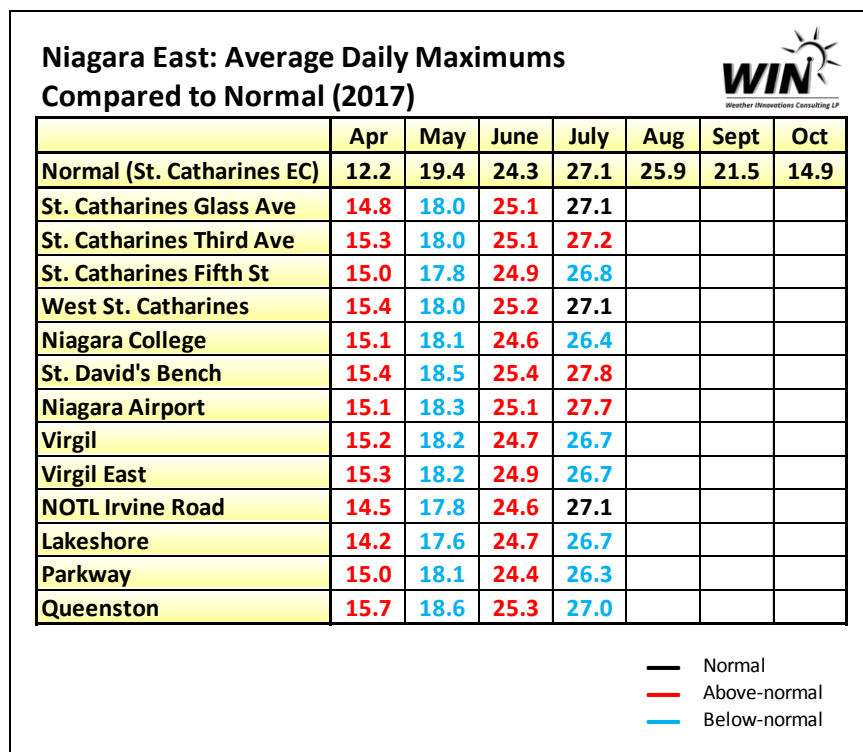 Niagara East: Average Daily Maximums
Compared to Normal (2017)
WIN
Weather INnovations Consulting LP
Apr May June July Aug Sept Oct
Normal (St. Catharines EC) 12.2 19.4 24.3 27.1 25.9 21.5 14.9
St. Catharines Glass Ave 14.8 18.0 25.1 27.1
St. Catharines Third Ave 15.3 18.0 25.1 27.2
St. Catharines Fifth St 15.0 17.8 24.9 26.8
West St. Catharines 15.4 18.0 25.2 27.1
Niagara College 15.1 18.1 24.6 26.4
St. David's Bench 15.4 18.5 25.4 27.8
Niagara Airport 15.1 18.3 25.1 27.7
Virgil 15.2 18.2 24.7 26.7
Virgil East 15.3 18.2 24.9 26.7
NOTL Irvine Road 14.5 17.8 24.6 27.1
Lakeshore 14.2 17.6 24.7 26.7
Parkway 15.0 18.1 24.4 26.3
Queenston 15.7 18.6 25.3 27.0
Normal
Above-normal
Below-normal